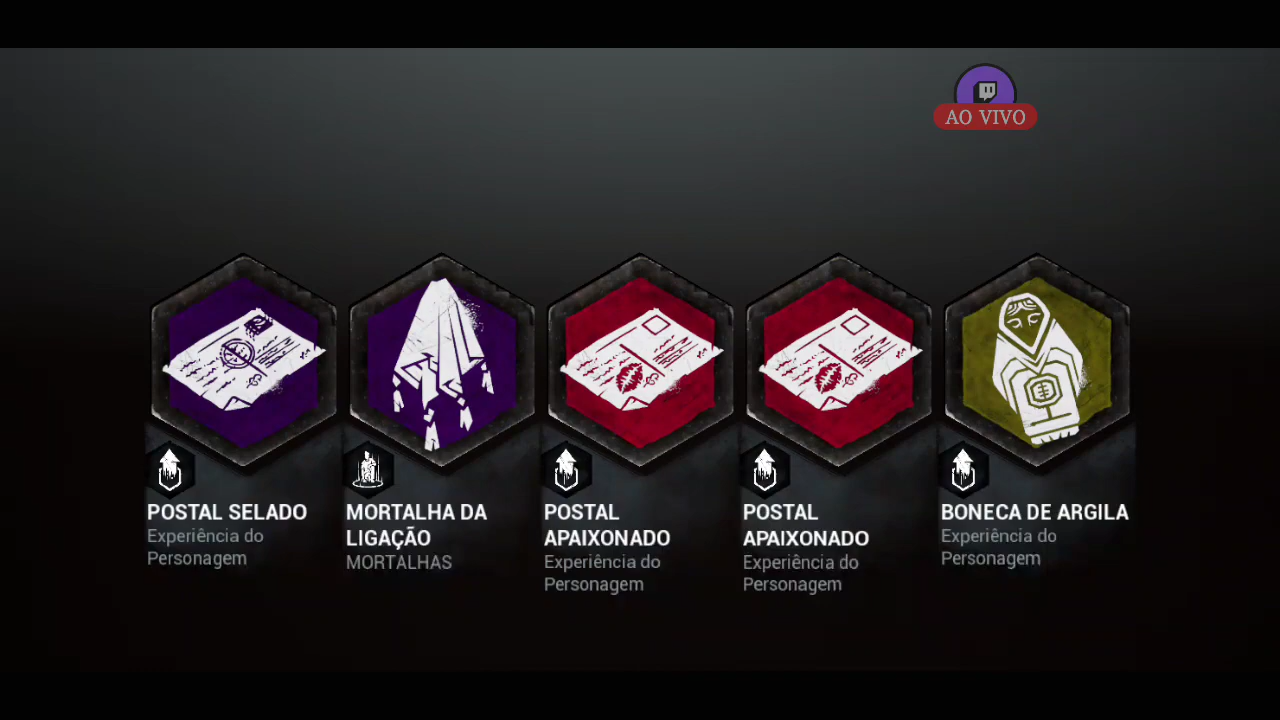 AO VIVO
POSTAL SELADO
Experiência do
Personagem
MORTALHA DA
LIGAÇÃO
MORTALHAS
POSTAL
APAIXONADO
Experiência do
Personagem
POSTAL
APAIXONADO
Experiência do
Personagem
BONECA DE ARGILA
Experiência do
Personagem